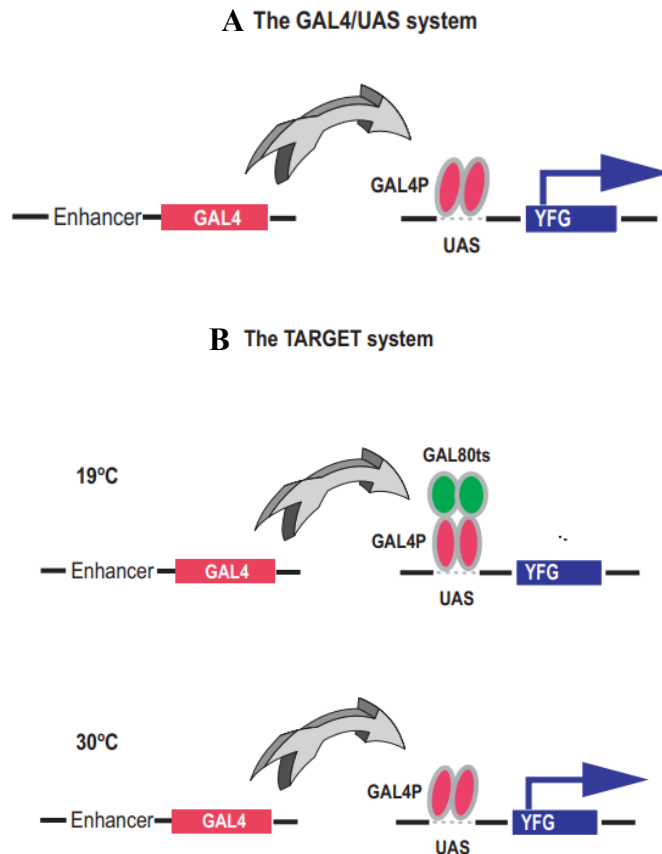 A The GAL4/UAS system
GAL4P
Enhancer GAL4 YFG
UAS
B The TARGET system
19ºC GAL80ts
GAL4P
Enhancer GAL4 YFG
UAS
30ºC
GAL4P
Enhancer GAL4 YFG
UAS